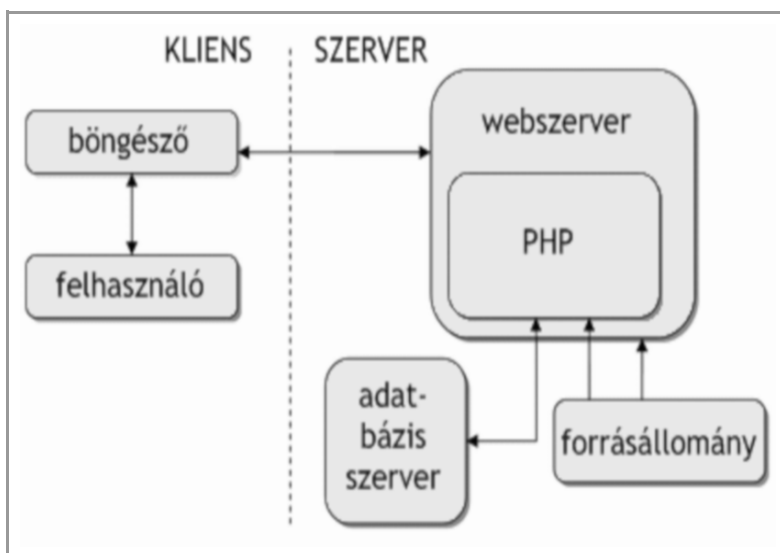 KLIENS
SZERVER
böngésző
felhasználó
webszerver
PHP
adat-
bázis
szerver
forrásállomány